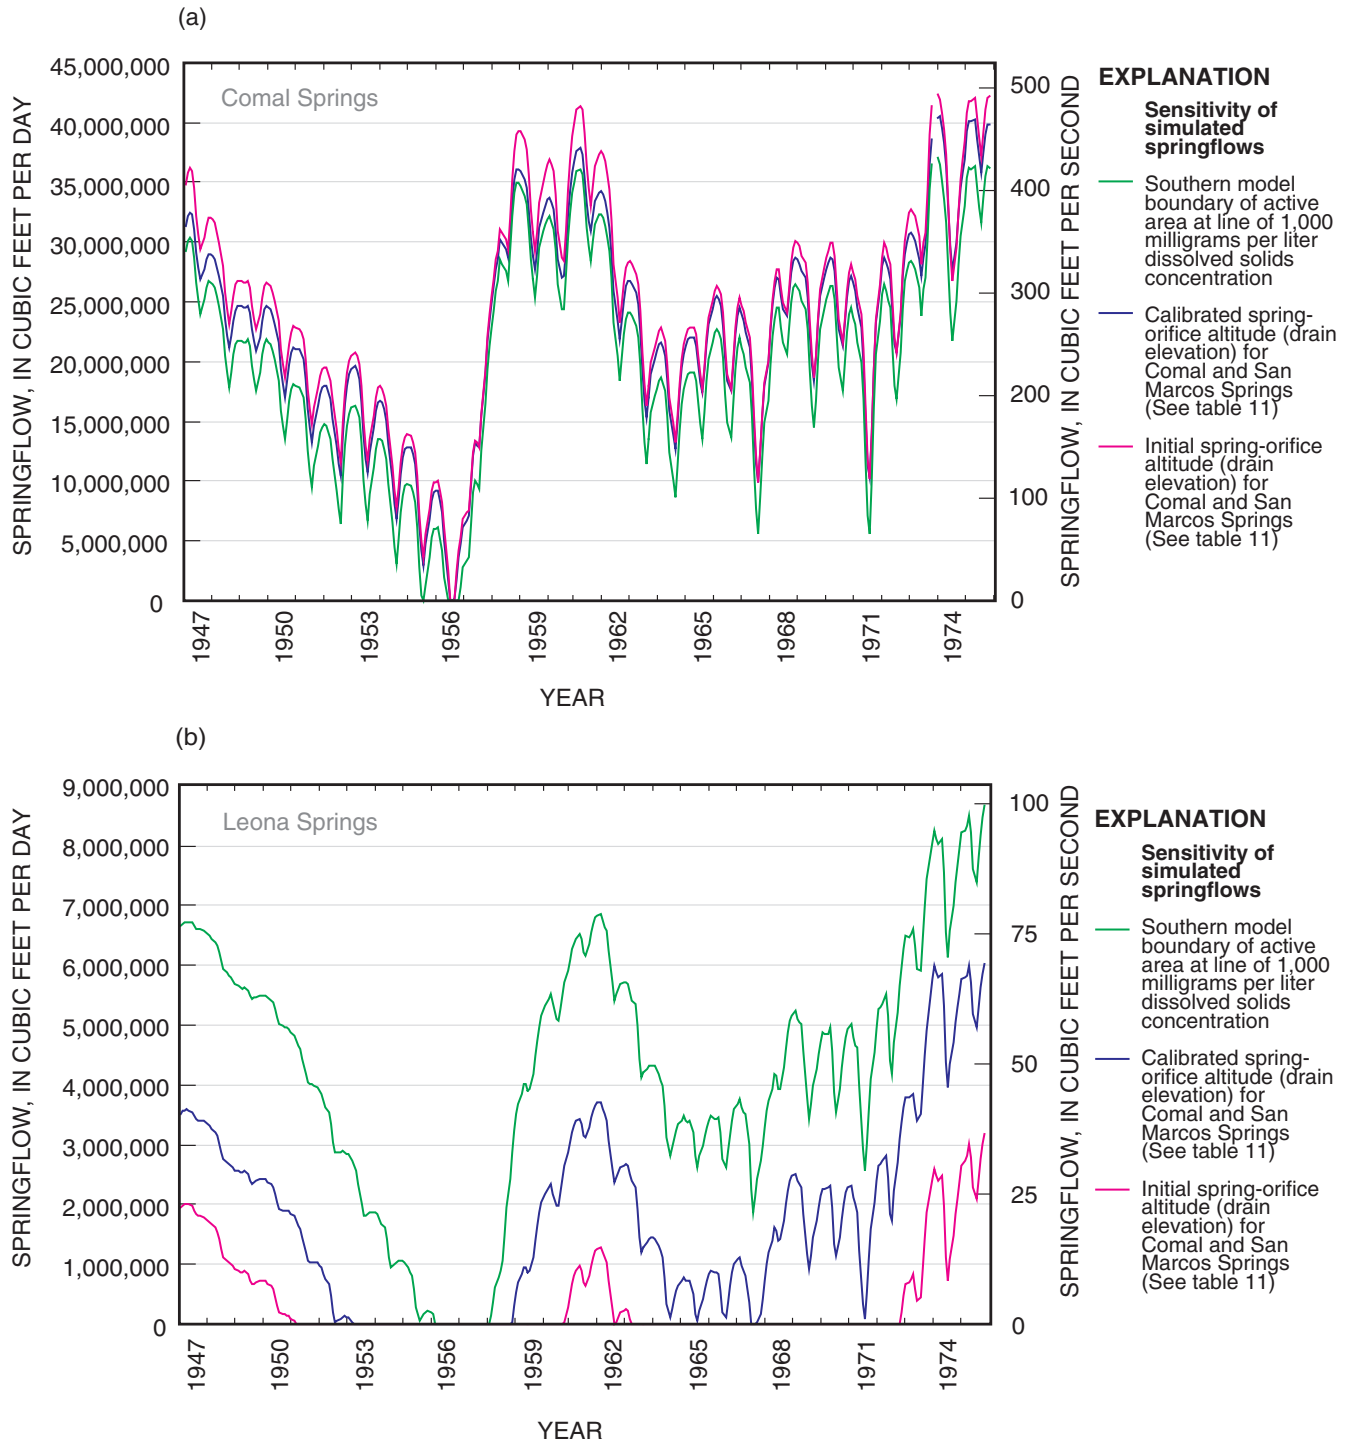 (a)
Comal Springs
SPRINGFLOW, IN CUBIC FEET PER DAY
45,000,000
40,000,000
35,000,000
30,000,000
25,000,000
20,000,000
15,000,000
10,000,000
5,000,000
0
SPRINGFLOW, IN CUBIC FEET PER SECOND
500
400
300
200
100
0
1947
1950
1953
1956
1959
1962
1965
1968
1971
1974
YEAR
EXPLANATION
Sensitivity of
simulated
springflows
Southern model
boundary of active
area at line of 1,000
milligrams per liter
dissolved solids
concentration
Calibrated spring-
orifice altitude (drain
elevation) for
Comal and San
Marcos Springs
(See table 11)
Initial spring-orifice
altitude (drain
elevation) for
Comal and San
Marcos Springs
(See table 11)
(b)
Leona Springs
SPRINGFLOW, IN CUBIC FEET PER DAY
9,000,000
8,000,000
7,000,000
6,000,000
5,000,000
4,000,000
3,000,000
2,000,000
1,000,000
0
SPRINGFLOW, IN CUBIC FEET PER SECOND
100
75
50
25
0
1947
1950
1953
1956
1959
1962
1965
1968
1971
1974
YEAR
EXPLANATION
Sensitivity of
simulated
springflows
Southern model
boundary of active
area at line of 1,000
milligrams per liter
dissolved solids
concentration
Calibrated spring-
orifice altitude (drain
elevation) for
Comal and San
Marcos Springs
(See table 11)
Initial spring-orifice
altitude (drain
elevation) for
Comal and San
Marcos Springs
(See table 11)